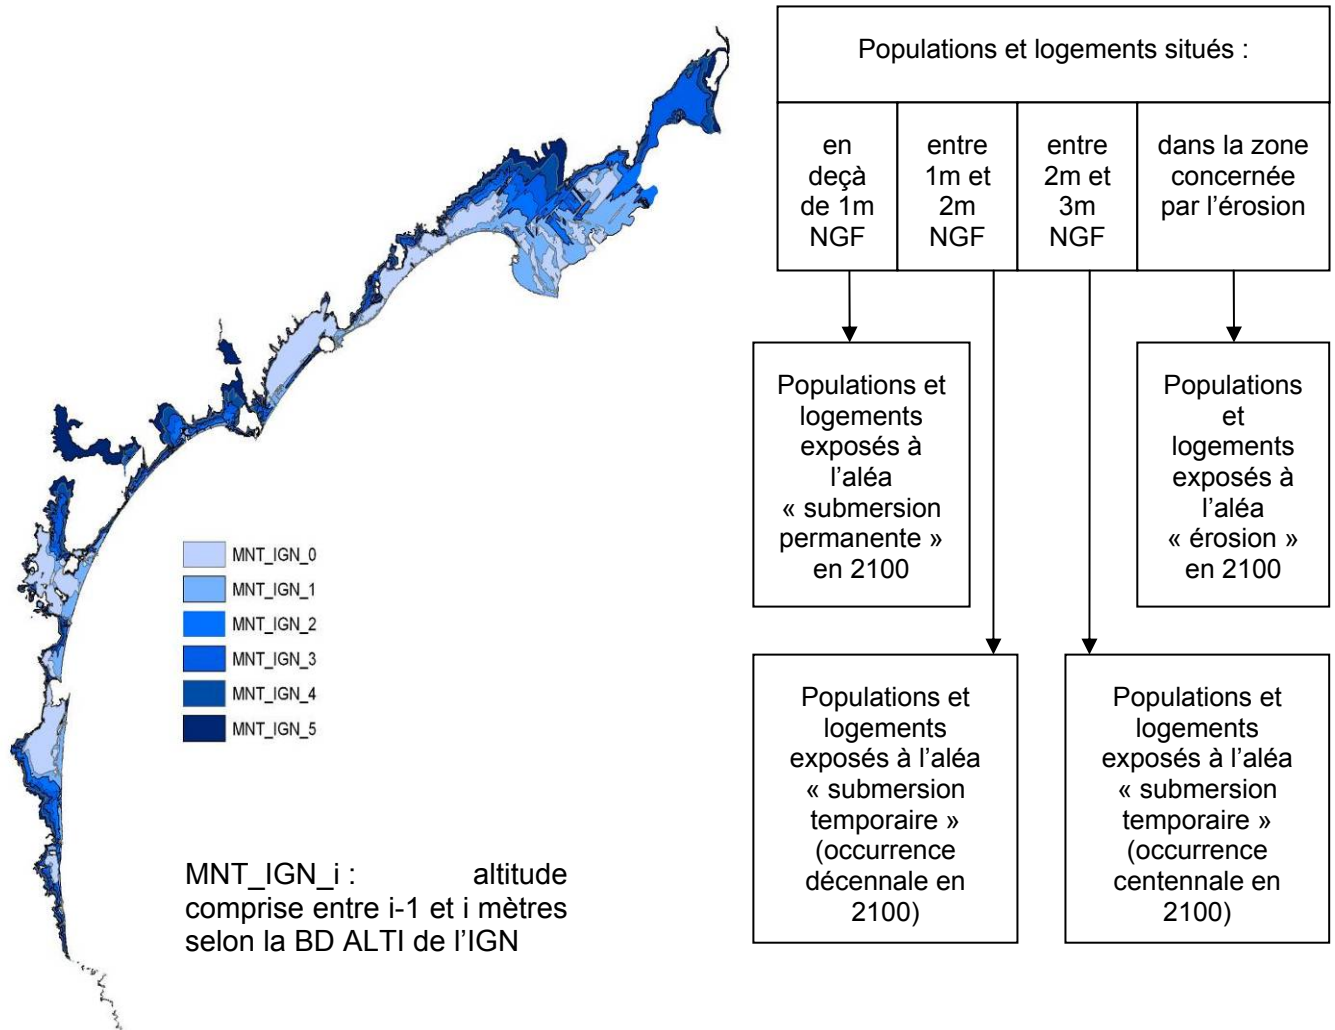 Populations et logements situés :
en
deçà
de 1m
NGF
entre
1m et
2m
NGF
entre
2m et
3m
NGF
dans la zone
concernée
par l’érosion
Populations et
logements
exposés à
l’aléa
« submersion
permanente »
en 2100
Populations
et
logements
exposés à
l’aléa
« érosion »
en 2100
MNT_IGN_0
MNT_IGN_1
MNT_IGN_2
MNT_IGN_3
MNT_IGN_4
MNT_IGN_5
Populations et
logements
exposés à l’aléa
« submersion
temporaire »
(occurrence
décennale en
2100)
Populations et
logements
exposés à l’aléa
« submersion
temporaire »
(occurrence
centennale en
2100)
MNT_IGN_i : altitude
comprise entre i-1 et i mètres
selon la BD ALTI de l’IGN